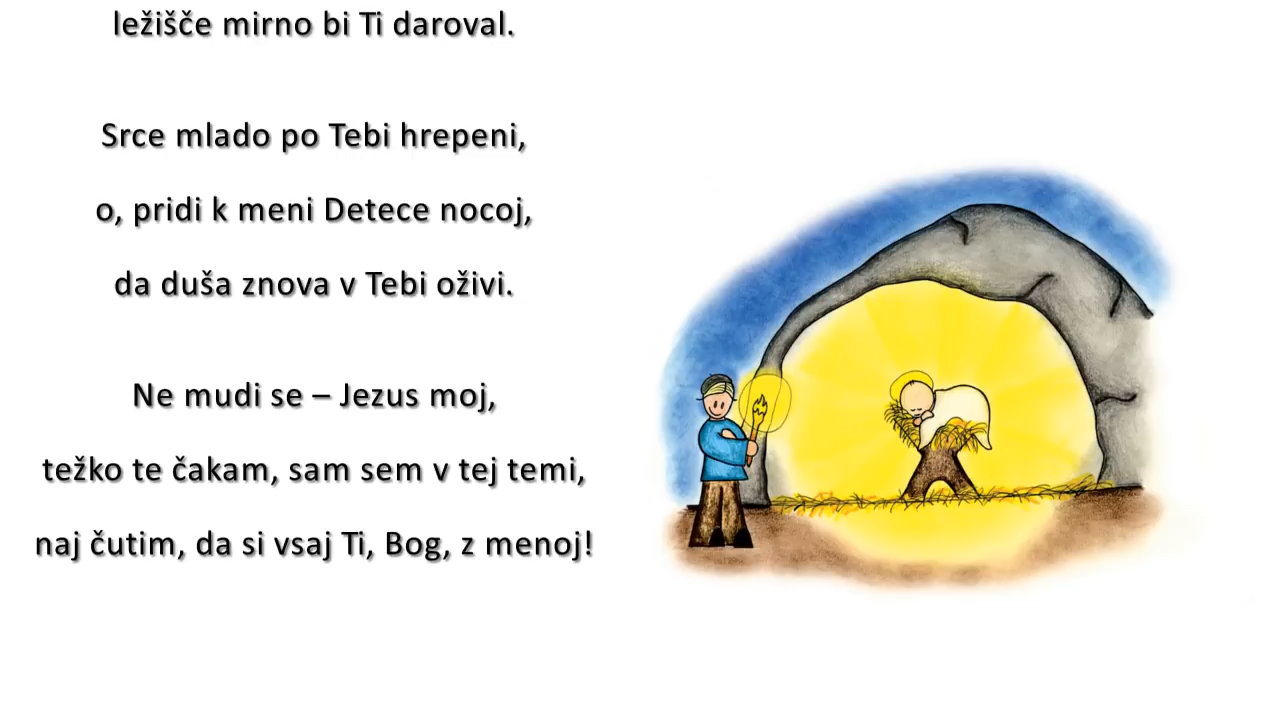 ležišče mirno bi Ti daroval.
Srce mlado po Tebi hrepeni,
o, pridi k meni Detece nocoj,
da duša znova v Tebi oživi.
Ne mudi se – Jezus moj,
težko te čakam, sam sem v tej temi,
naj čutim, da si vsaj Ti, Bog, z menoj!